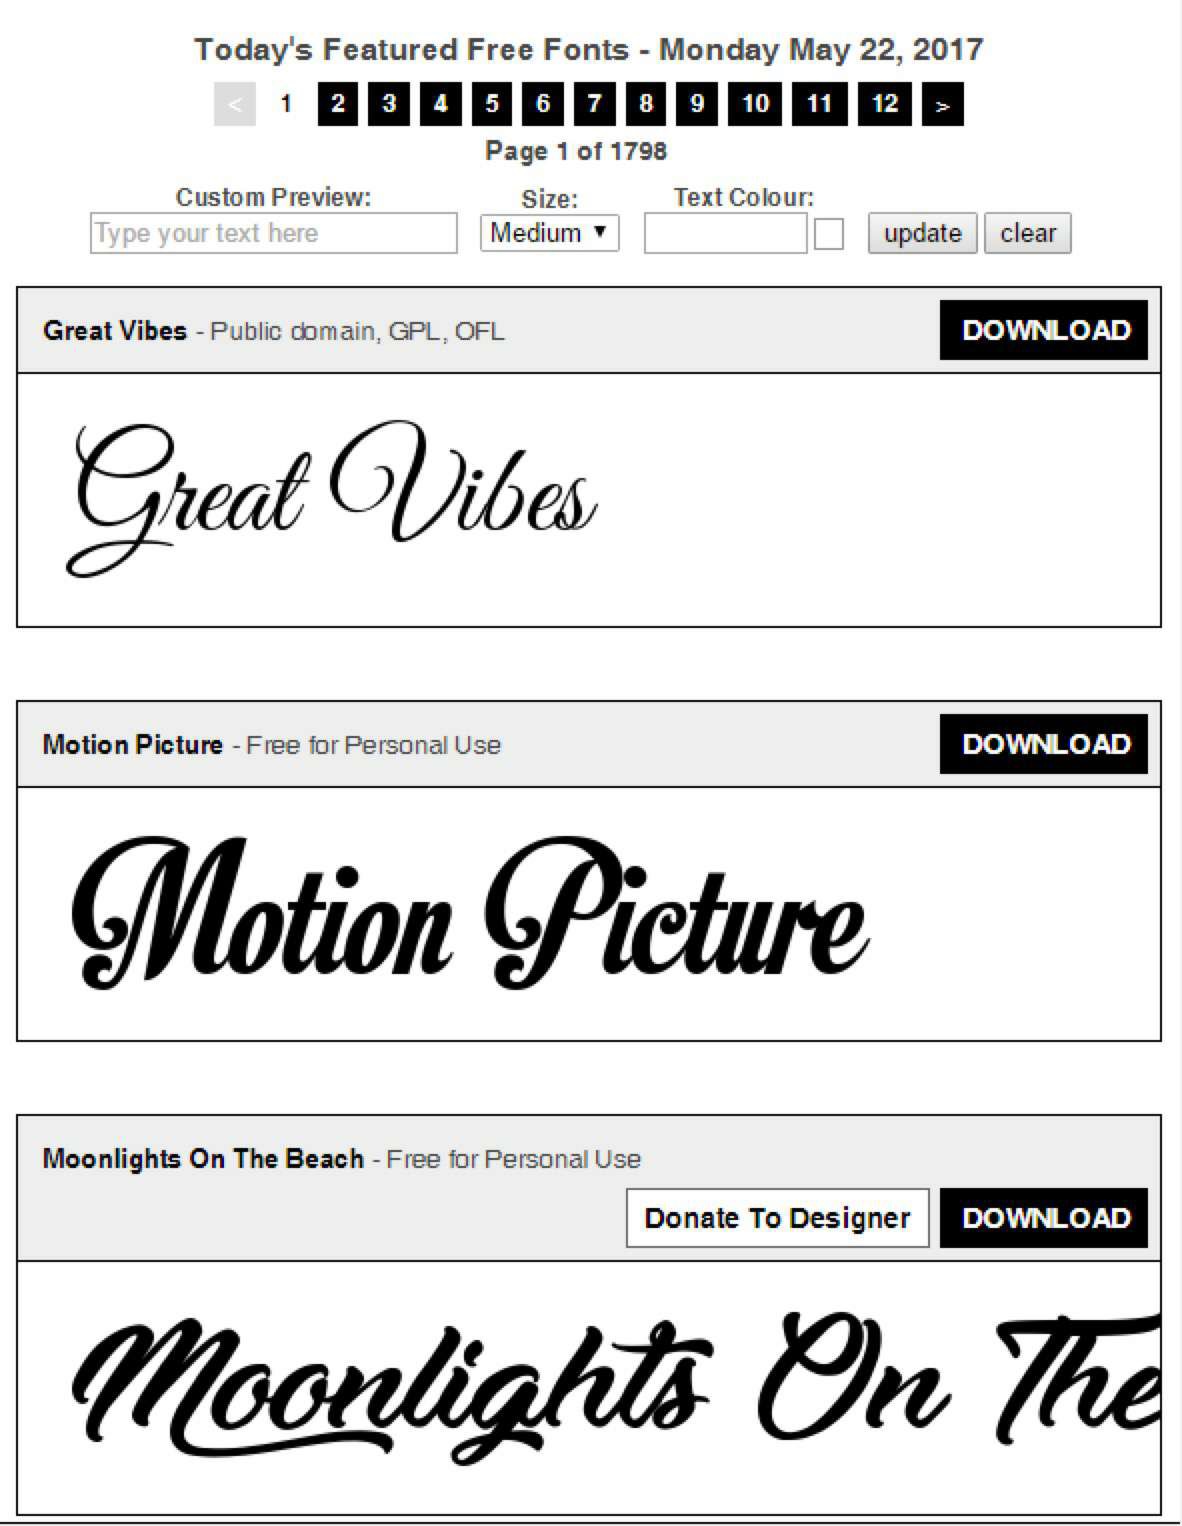 Today's Featured Free Fonts - Monday May 22, 2017
< 1 2 3 4 5 6 7 8 9 10 11 12 >
Page 1 of 1798
Custom Preview: Size: Text Colour:
Type your text here Medium ▼ update clear
Great Vibes - Public domain, GPL, OFL DOWNLOAD
Great Vibes
Motion Picture - Free for Personal Use DOWNLOAD
Motion Picture
Moonlights On The Beach - Free for Personal Use
Donate To Designer DOWNLOAD
Moonlights On The